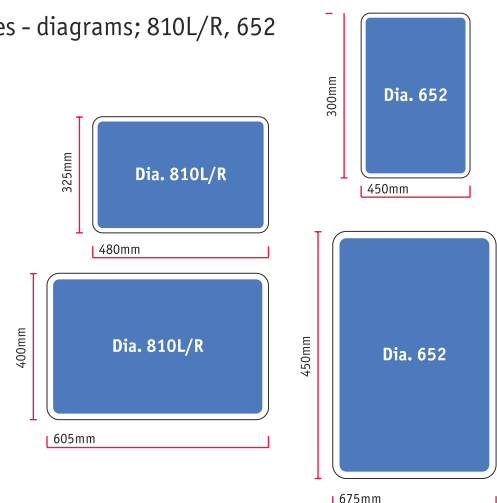 es - diagrams; 810L/R, 652
300mm
Dia. 652
450mm
325mm
Dia. 810L/R
480mm
400mm
Dia. 810L/R
605mm
450mm
Dia. 652
675mm